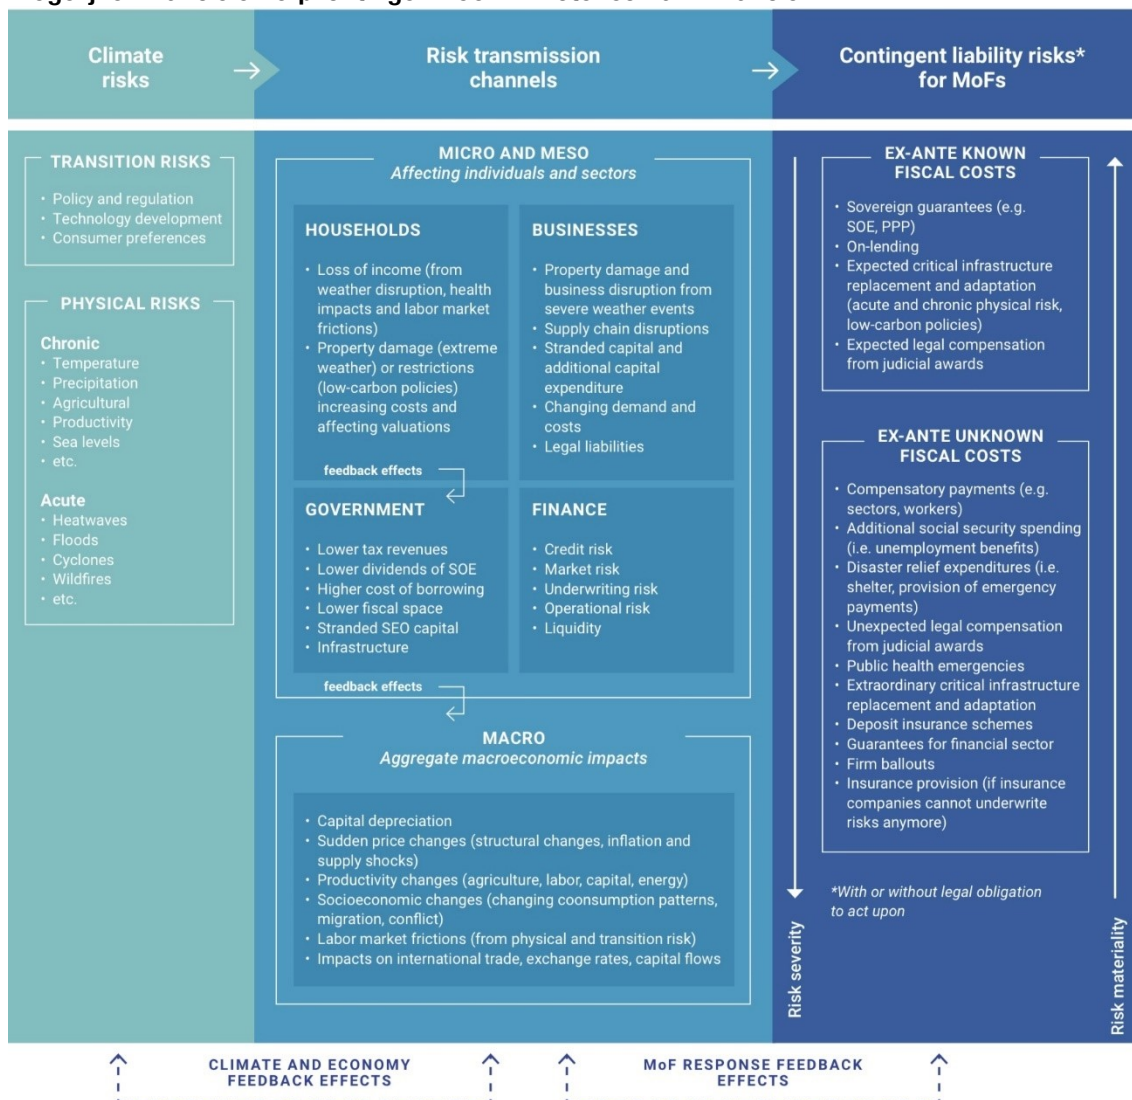 Climate
risks
Risk transmission
channels
Contingent liability risks*
for MoFs
TRANSITION RISKS
• Policy and regulation
• Technology development
• Consumer preferences
PHYSICAL RISKS
Chronic
• Temperature
• Precipitation
• Agricultural
• Productivity
• Sea levels
• etc.
Acute
• Heatwaves
• Floods
• Cyclones
• Wildfires
• etc.
MICRO AND MESO
Affecting individuals and sectors
HOUSEHOLDS
• Loss of income (from
weather disruption, health
impacts and labor market
frictions)
• Property damage (extreme
weather) or restrictions
(low-carbon policies)
increasing costs and
affecting valuations
BUSINESSES
• Property damage and
business disruption from
severe weather events
• Supply chain disruptions
• Stranded capital and
additional capital
expenditure
• Changing demand and
costs
• Legal liabilities
feedback effects
GOVERNMENT
• Lower tax revenues
• Lower dividends of SOE
• Higher cost of borrowing
• Lower fiscal space
• Stranded SEO capital
• Infrastructure
FINANCE
• Credit risk
• Market risk
• Underwriting risk
• Operational risk
• Liquidity
feedback effects
MACRO
Aggregate macroeconomic impacts
• Capital depreciation
• Sudden price changes (structural changes, inflation and
supply shocks)
• Productivity changes (agriculture, labor, capital, energy)
• Socioeconomic changes (changing coonsumption patterns,
migration, conflict)
• Labor market frictions (from physical and transition risk)
• Impacts on international trade, exchange rates, capital flows
Risk severity
EX-ANTE KNOWN
FISCAL COSTS
• Sovereign guarantees (e.g.
SOE, PPP)
• On-lending
• Expected critical infrastructure
replacement and adaptation
(acute and chronic physical risk,
low-carbon policies)
• Expected legal compensation
from judicial awards
EX-ANTE UNKNOWN
FISCAL COSTS
• Compensatory payments (e.g.
sectors, workers)
• Additional social security spending
(i.e. unemployment benefits)
• Disaster relief expenditures (i.e.
shelter, provision of emergency
payments)
• Unexpected legal compensation
from judicial awards
• Public health emergencies
• Extraordinary critical infrastructure
replacement and adaptation
• Deposit insurance schemes
• Guarantees for financial sector
• Firm ballouts
• Insurance provision (if insurance
companies cannot underwrite
risks anymore)
*With or without legal obligation
to act upon
Risk materiality
CLIMATE AND ECONOMY
FEEDBACK EFFECTS
MoF RESPONSE FEEDBACK
EFFECTS